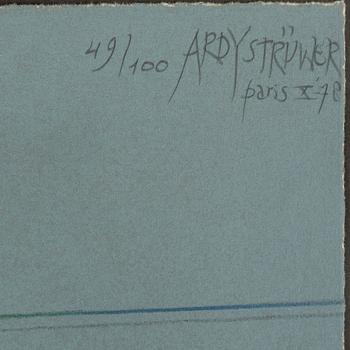 49/100 ARDY STRÜWER
paris X '78